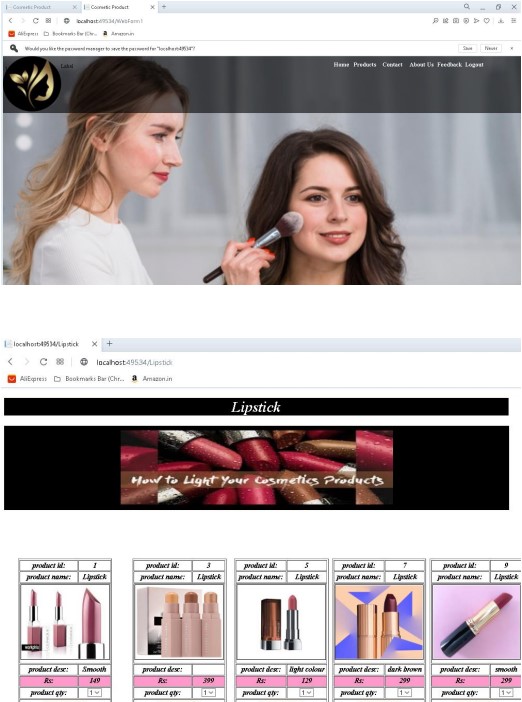 Cosmetic Product Cosmetic Product
localhost:49534/WebForm1
AliExpress Bookmarks Bar (Chr... Amazon.in
Would you like the password manager to save the password for "localhost:49534"? Save Never
Label Home Products Contact About Us Feedback Logout
localhost:49534/Lipstick
localhost:49534/Lipstick
AliExpress Bookmarks Bar (Chr... Amazon.in
Lipstick
How to Light Your Cosmetics Products
product id: 1 product id: 3 product id: 5 product id: 7 product id: 9
product name: Lipstick product name: Lipstick product name: Lipstick product name: Lipstick product name: Lipstick
product desc: Smooth product desc: product desc: light colour product desc: dark brown product desc: smooth
Rs: 149 Rs: 399 Rs: 129 Rs: 299 Rs: 299
product qty: 1 product qty: 1 product qty: 1 product qty: 1 product qty: 1